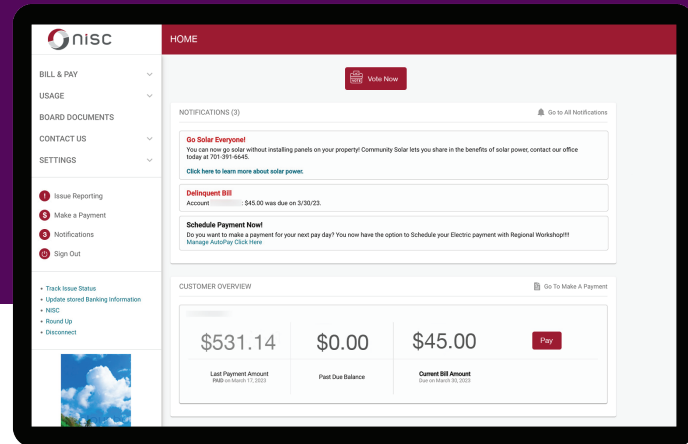 nisc
HOME
BILL & PAY
USAGE
BOARD DOCUMENTS
CONTACT US
SETTINGS
! Issue Reporting
$ Make a Payment
3 Notifications
Sign Out
• Track Issue Status
• Update stored Banking Information
• NISC
• Round Up
• Disconnect
VOTE Vote Now
NOTIFICATIONS (3)
Go to All Notifications
Go Solar Everyone!
You can now go solar without installing panels on your property! Community Solar lets you share in the benefits of solar power, contact our office
today at 701-391-6645.
Click here to learn more about solar power.
Delinquent Bill
Account : $45.00 was due on 3/30/23.
Schedule Payment Now!
Do you want to make a payment for your next pay day? You now have the option to Schedule your Electric payment with Regional Workshop!!!!
Manage AutoPay Click Here
CUSTOMER OVERVIEW
Go To Make A Payment
$531.14
Last Payment Amount
PAID on March 17, 2023
$0.00
Past Due Balance
$45.00
Current Bill Amount
Due on March 30, 2023
Pay